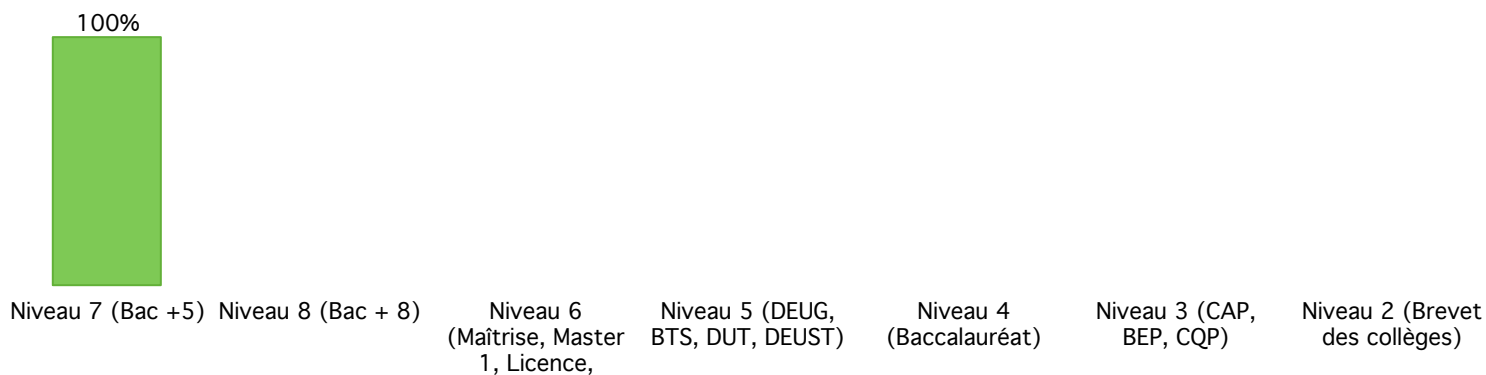 100%
Niveau 7 (Bac +5)
Niveau 8 (Bac + 8)
Niveau 6
(Maîtrise, Master
1, Licence,
Niveau 5 (DEUG,
BTS, DUT, DEUST)
Niveau 4
(Baccalauréat)
Niveau 3 (CAP,
BEP, CQP)
Niveau 2 (Brevet
des collèges)